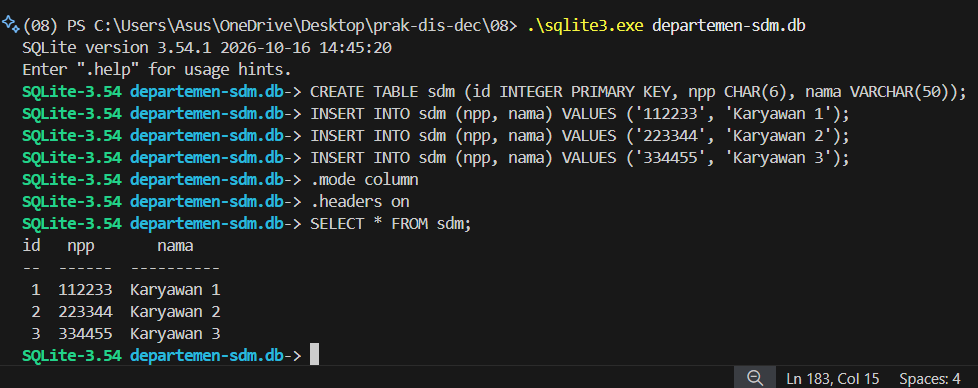 (08) PS C:\Users\Asus\OneDrive\Desktop\prak-dis-dec\08> .\sqlite3.exe departemen-sdm.db
SQLite version 3.54.1 2026-10-16 14:45:20
Enter ".help" for usage hints.
SQLite-3.54 departemen-sdm.db-> CREATE TABLE sdm (id INTEGER PRIMARY KEY, npp CHAR(6), nama VARCHAR(50));
SQLite-3.54 departemen-sdm.db-> INSERT INTO sdm (npp, nama) VALUES ('112233', 'Karyawan 1');
SQLite-3.54 departemen-sdm.db-> INSERT INTO sdm (npp, nama) VALUES ('223344', 'Karyawan 2');
SQLite-3.54 departemen-sdm.db-> INSERT INTO sdm (npp, nama) VALUES ('334455', 'Karyawan 3');
SQLite-3.54 departemen-sdm.db-> .mode column
SQLite-3.54 departemen-sdm.db-> .headers on
SQLite-3.54 departemen-sdm.db-> SELECT * FROM sdm;
id   npp       nama
--  ------  ----------
 1  112233  Karyawan 1
 2  223344  Karyawan 2
 3  334455  Karyawan 3
SQLite-3.54 departemen-sdm.db->
Ln 183, Col 15   Spaces: 4